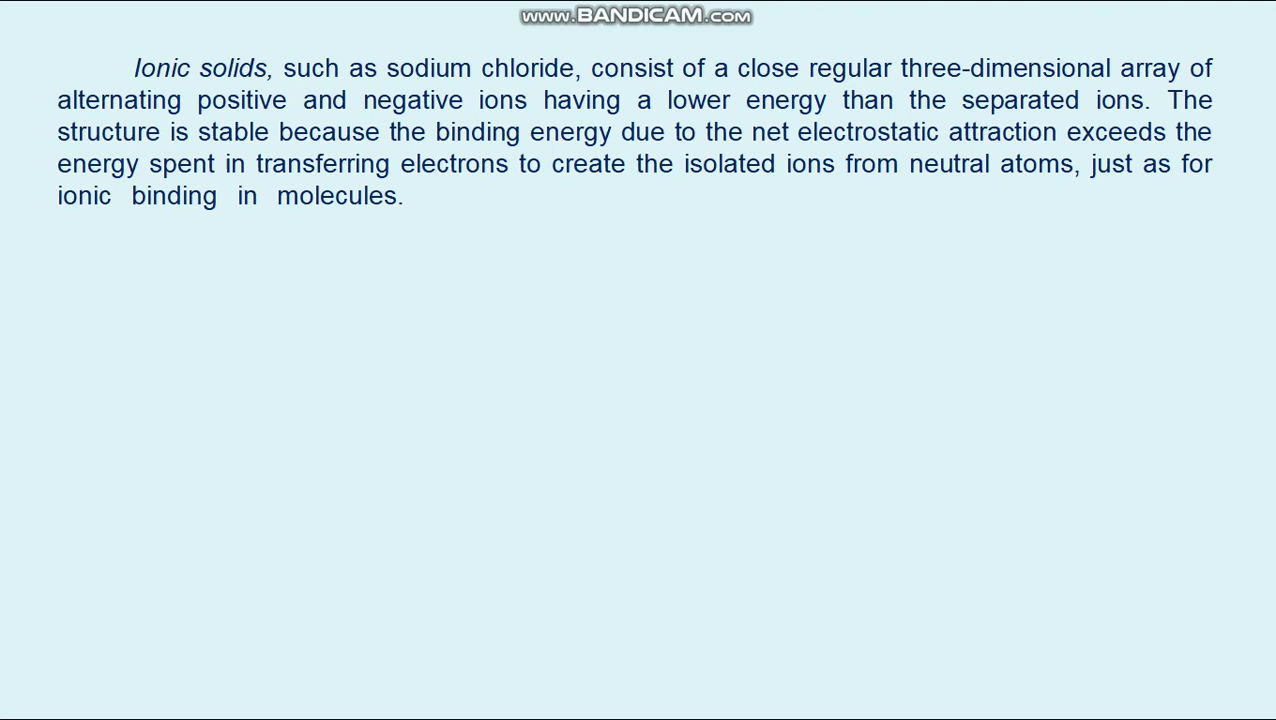 www.BANDICAM.com
Ionic solids, such as sodium chloride, consist of a close regular three-dimensional array of
alternating positive and negative ions having a lower energy than the separated ions. The
structure is stable because the binding energy due to the net electrostatic attraction exceeds the
energy spent in transferring electrons to create the isolated ions from neutral atoms, just as for
ionic binding in molecules.